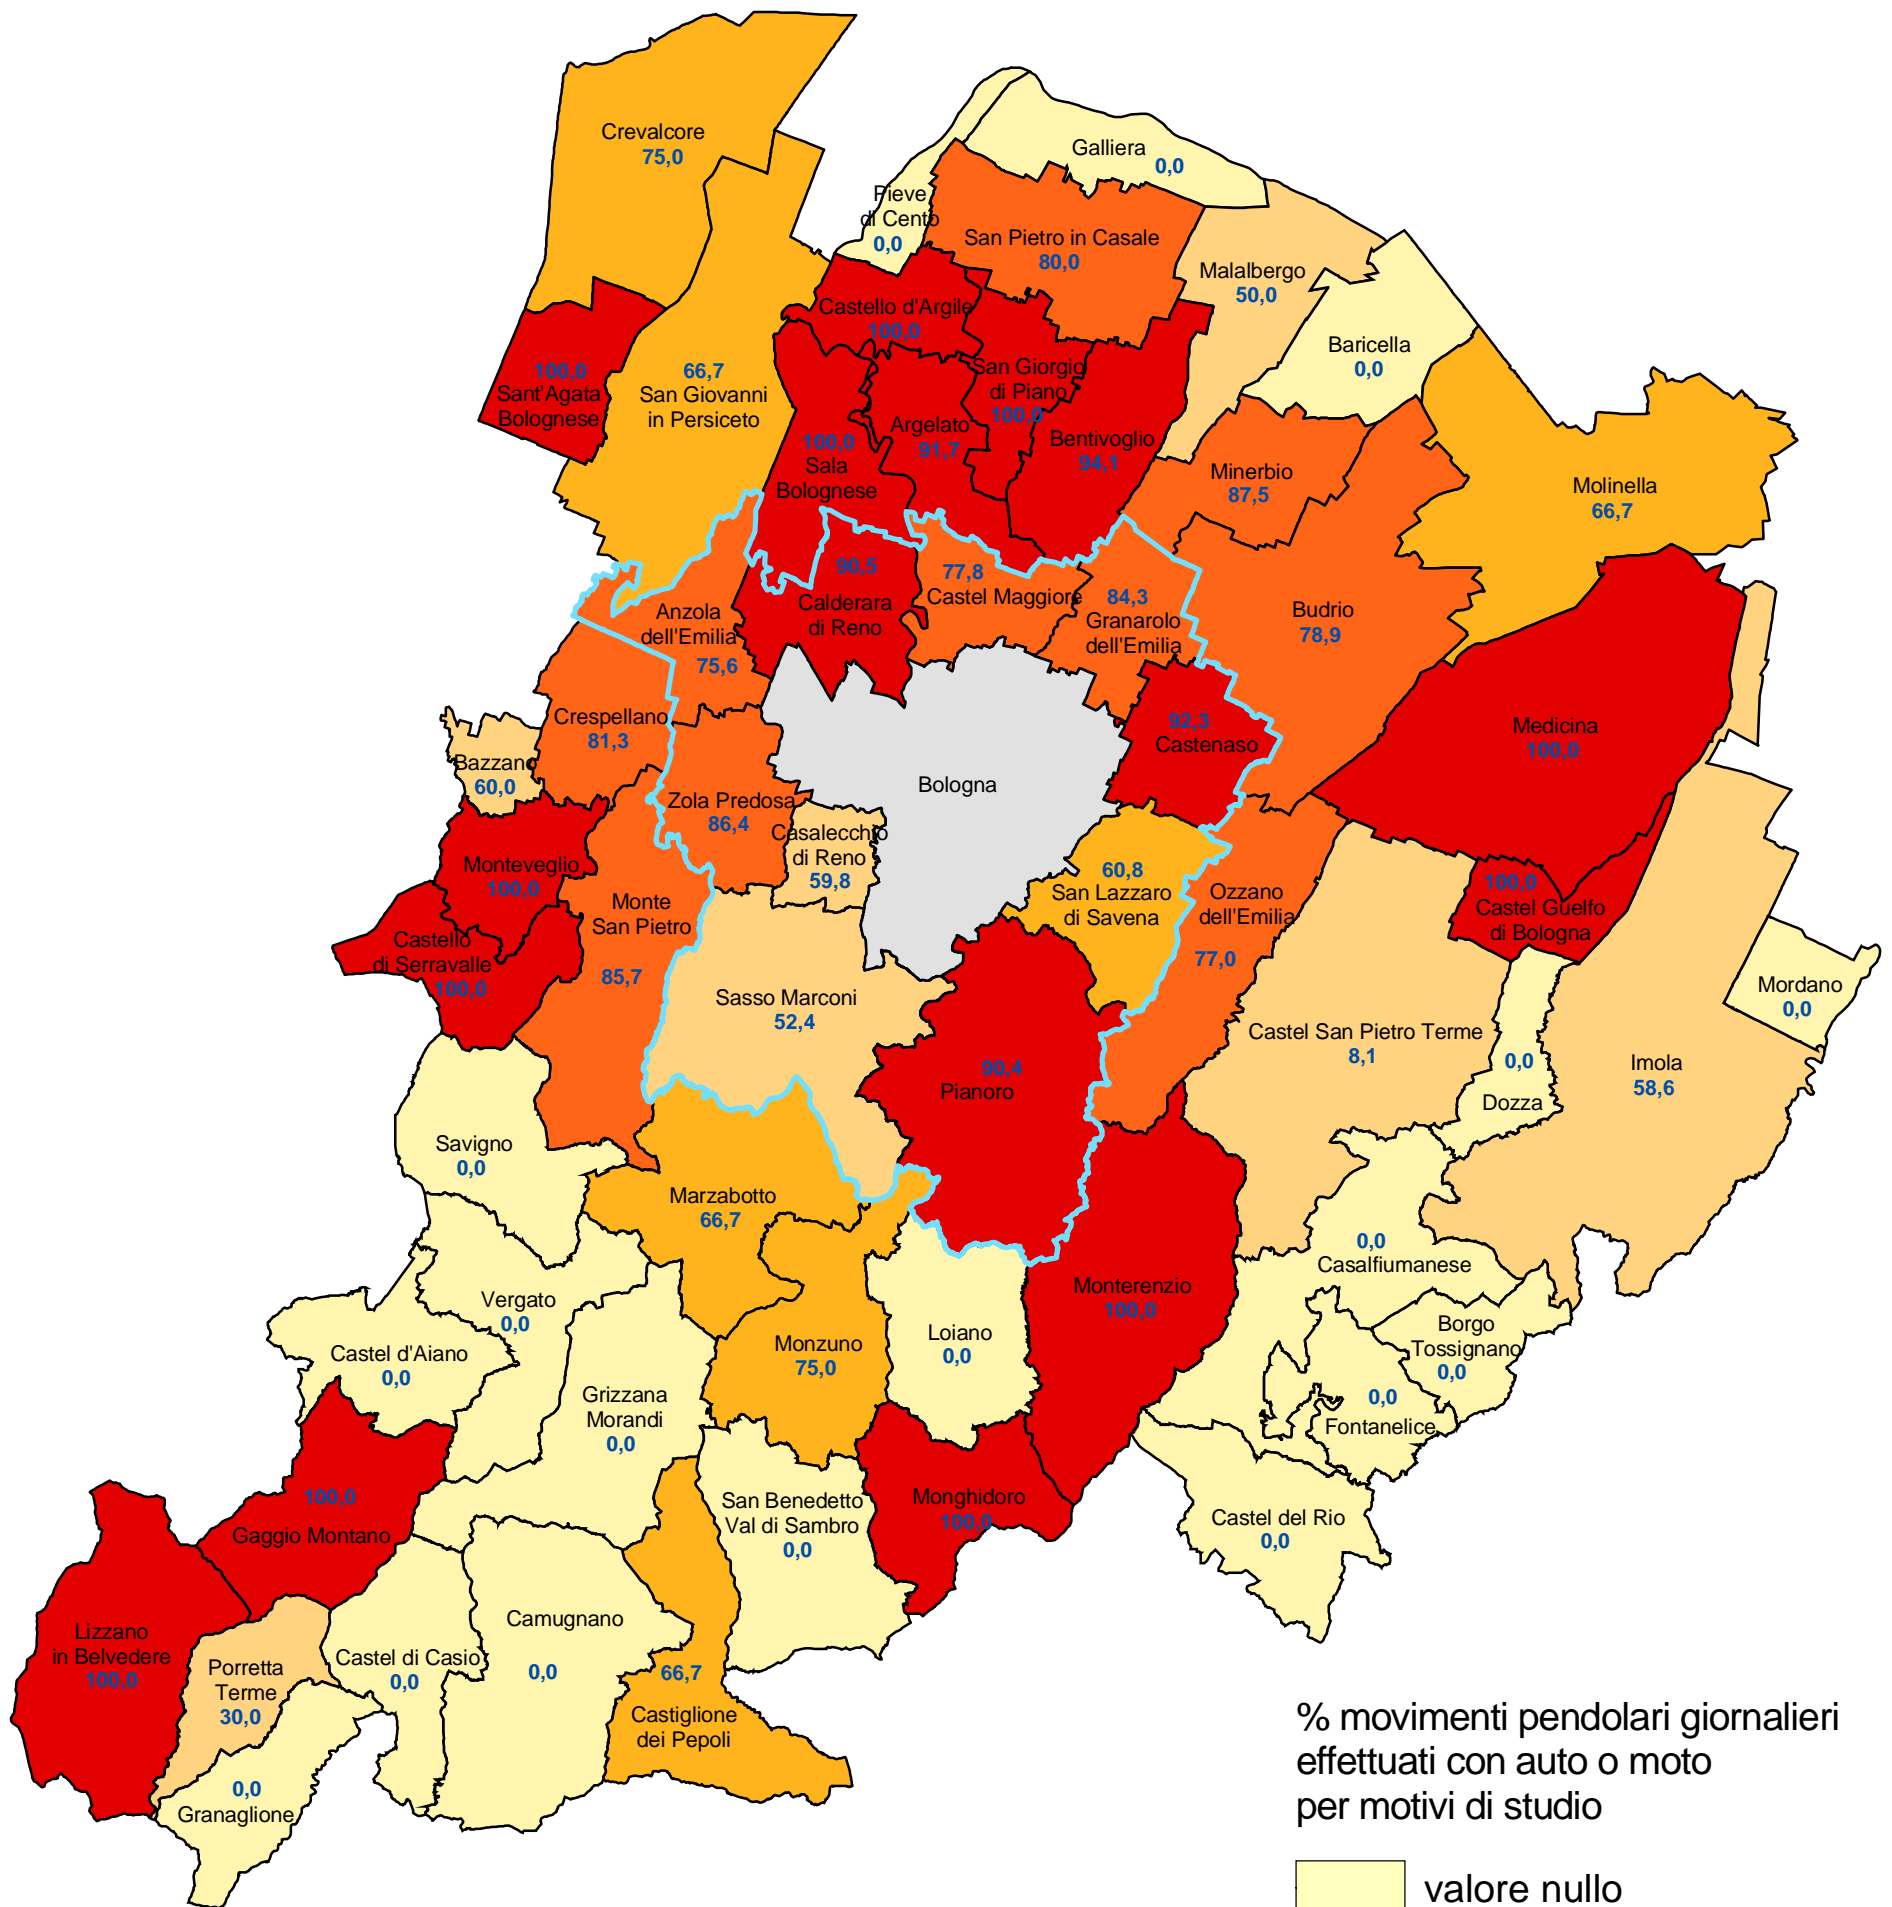 Crevalcore
75,0
Galliera
0,0
Pieve
di Cento
0,0
San Pietro in Casale
80,0
Malalbergo
50,0
Castello d'Argile
100,0
Baricella
0,0
100,0
Sant'Agata
Bolognese
66,7
San Giovanni
in Persiceto
San Giorgio
di Piano
100,0
Argelato
91,7
Bentivoglio
94,1
100,0
Sala
Bolognese
Minerbio
87,5
Molinella
66,7
90,5
Calderara
di Reno
77,8
Castel Maggiore
84,3
Granarolo
dell'Emilia
Anzola
dell'Emilia
75,6
Budrio
78,9
Crespellano
81,3
92,3
Castenaso
Medicina
100,0
Bazzano
60,0
Bologna
Zola Predosa
86,4
Casalecchio
di Reno
59,8
Monteveglio
100,0
60,8
San Lazzaro
di Savena
Ozzano
dell'Emilia
77,0
100,0
Castel Guelfo
di Bologna
Monte
San Pietro
85,7
Castello
di Serravalle
100,0
Sasso Marconi
52,4
Mordano
0,0
Castel San Pietro Terme
8,1
0,0
Dozza
Imola
58,6
90,4
Pianoro
Savigno
0,0
Marzabotto
66,7
0,0
Casalfiumanese
Monterenzio
100,0
Vergato
0,0
Castel d'Aiano
0,0
Monzuno
75,0
Loiano
0,0
Borgo
Tossignano
0,0
Grizzana
Morandi
0,0
0,0
Fontanelice
100,0
Gaggio Montano
San Benedetto
Val di Sambro
0,0
Monghidoro
100,0
Castel del Rio
0,0
Lizzano
in Belvedere
100,0
Camugnano
0,0
Castel di Casio
0,0
Porretta
Terme
30,0
66,7
Castiglione
dei Pepoli
0,0
Granaglione
% movimenti pendolari giornalieri
effettuati con auto o moto
per motivi di studio
valore nullo